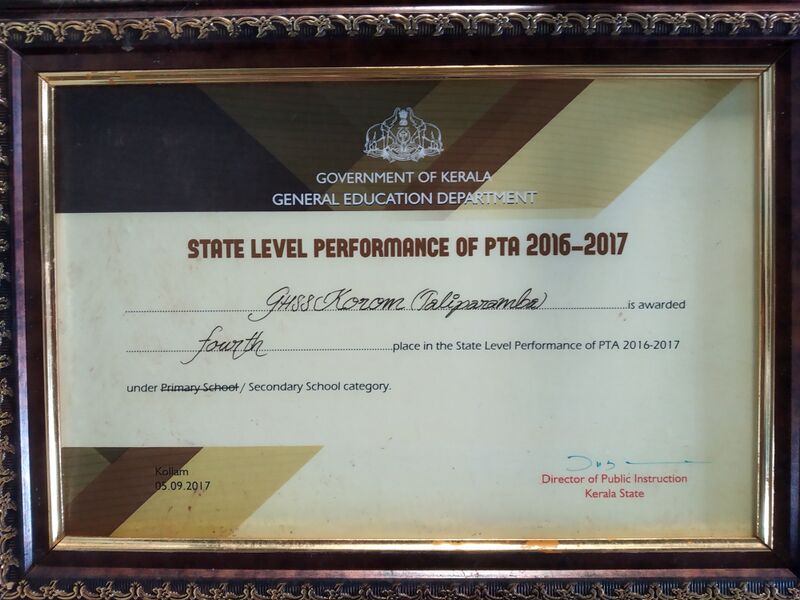 GOVERNMENT OF KERALA
GENERAL EDUCATION DEPARTMENT
STATE LEVEL PERFORMANCE OF PTA 2016-2017
GHSS Korom (Taliparamba) is awarded
fourth place in the State Level Performance of PTA 2016-2017
under Primary School / Secondary School category.
Kollam
05.09.2017
Director of Public Instruction
Kerala State